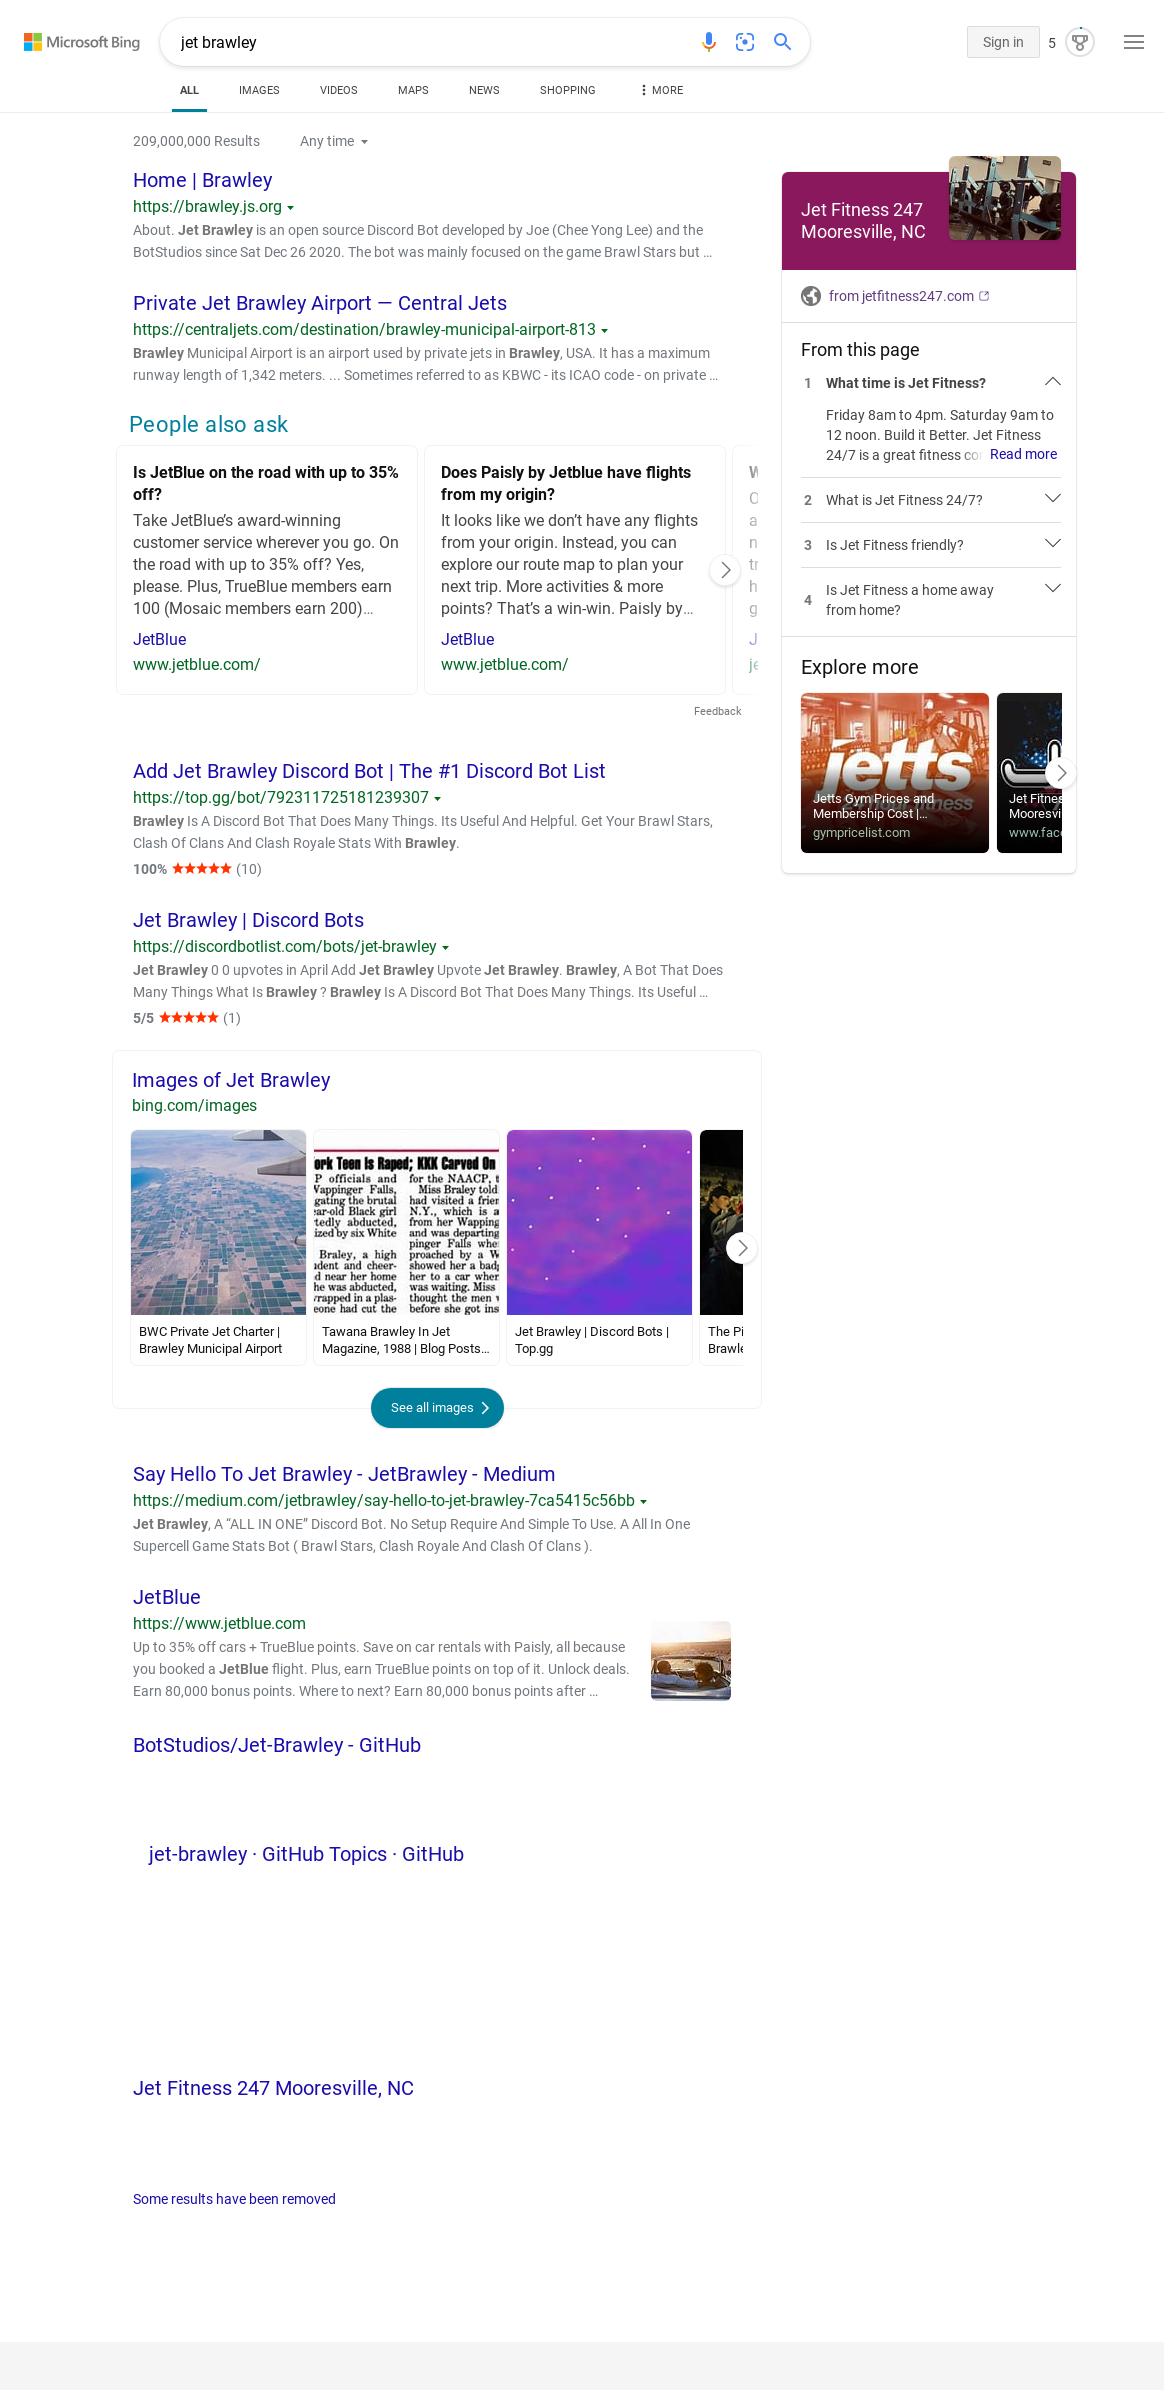 Microsoft Bing
jet brawley
Sign in
5
ALL
IMAGES
VIDEOS
MAPS
NEWS
SHOPPING
MORE
209,000,000 Results
Any time
Home | Brawley
https://brawley.js.org
About. Jet Brawley is an open source Discord Bot developed by Joe (Chee Yong Lee) and the
BotStudios since Sat Dec 26 2020. The bot was mainly focused on the game Brawl Stars but …
Private Jet Brawley Airport — Central Jets
https://centraljets.com/destination/brawley-municipal-airport-813
Brawley Municipal Airport is an airport used by private jets in Brawley, USA. It has a maximum
runway length of 1,342 meters. ... Sometimes referred to as KBWC - its ICAO code - on private …
People also ask
Is JetBlue on the road with up to 35%
off?
Take JetBlue’s award-winning
customer service wherever you go. On
the road with up to 35% off? Yes,
please. Plus, TrueBlue members earn
100 (Mosaic members earn 200)…
JetBlue
www.jetblue.com/
Does Paisly by Jetblue have flights
from my origin?
It looks like we don’t have any flights
from your origin. Instead, you can
explore our route map to plan your
next trip. More activities & more
points? That’s a win-win. Paisly by…
JetBlue
www.jetblue.com/
Feedback
Add Jet Brawley Discord Bot | The #1 Discord Bot List
https://top.gg/bot/792311725181239307
Brawley Is A Discord Bot That Does Many Things. Its Useful And Helpful. Get Your Brawl Stars,
Clash Of Clans And Clash Royale Stats With Brawley.
100% ★★★★★ (10)
Jet Brawley | Discord Bots
https://discordbotlist.com/bots/jet-brawley
Jet Brawley 0 0 upvotes in April Add Jet Brawley Upvote Jet Brawley. Brawley, A Bot That Does
Many Things What Is Brawley ? Brawley Is A Discord Bot That Does Many Things. Its Useful …
5/5 ★★★★★ (1)
Images of Jet Brawley
bing.com/images
BWC Private Jet Charter |
Brawley Municipal Airport
ork Teen Is Raped; KKK Carved On
P officials and
Wappinger Falls,
gating the brutal
ear-old Black girl
rtedly abducted,
ized by six White
Braley, a high
udent and cheer-
d near her home
he was abducted,
wrapped in a plas-
eone had cut the
for the NAACP, t
Miss Braley told
had visited a frien
N.Y., which is a
from her Wapping
and was departing
pinger Falls whe
proached by a W
showed her a badg
her to a car when
was waiting. Miss
thought the men w
before she got ins
Tawana Brawley In Jet
Magazine, 1988 | Blog Posts…
Jet Brawley | Discord Bots |
Top.gg
The Pi
Brawle
See all images
Say Hello To Jet Brawley - JetBrawley - Medium
https://medium.com/jetbrawley/say-hello-to-jet-brawley-7ca5415c56bb
Jet Brawley, A “ALL IN ONE” Discord Bot. No Setup Require And Simple To Use. A All In One
Supercell Game Stats Bot ( Brawl Stars, Clash Royale And Clash Of Clans ).
JetBlue
https://www.jetblue.com
Up to 35% off cars + TrueBlue points. Save on car rentals with Paisly, all because
you booked a JetBlue flight. Plus, earn TrueBlue points on top of it. Unlock deals.
Earn 80,000 bonus points. Where to next? Earn 80,000 bonus points after …
BotStudios/Jet-Brawley - GitHub
jet-brawley · GitHub Topics · GitHub
Jet Fitness 247 Mooresville, NC
Some results have been removed
Jet Fitness 247
Mooresville, NC
from jetfitness247.com
From this page
1 What time is Jet Fitness?
Friday 8am to 4pm. Saturday 9am to
12 noon. Build it Better. Jet Fitness
24/7 is a great fitness co Read more
2 What is Jet Fitness 24/7?
3 Is Jet Fitness friendly?
4 Is Jet Fitness a home away
from home?
Explore more
jetts
24 hour fitness
Jetts Gym Prices and
Membership Cost |…
gympricelist.com
Jet Fitnes
Mooresvi
www.face